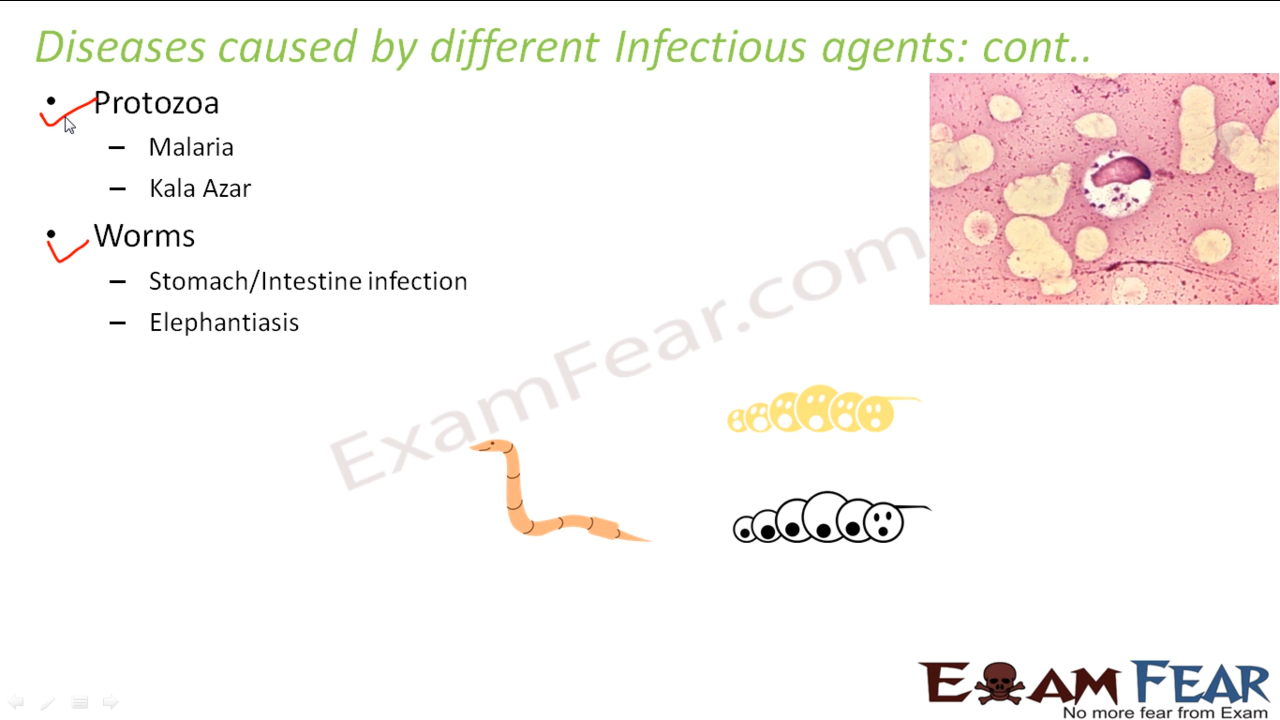 Diseases caused by different Infectious agents: cont..
• Protozoa
– Malaria
– Kala Azar
• Worms
– Stomach/Intestine infection
– Elephantiasis
ExamFear.com
EXAM FEAR
No more fear from Exam